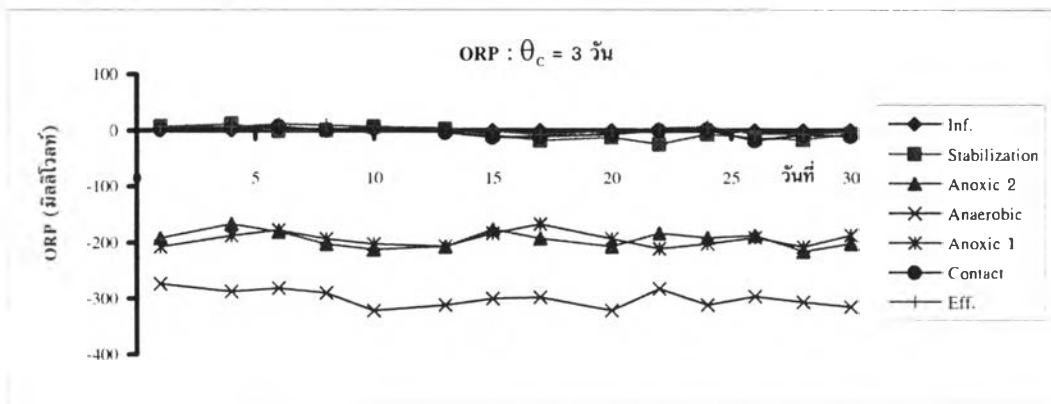 ORP : θc = 3 วัน
100
0
-100
-200
-300
-400
ORP (มิลลิโวลท์)
5
10
15
20
25
วันที่
30
Inf.
Stabilization
Anoxic 2
Anaerobic
Anoxic 1
Contact
Eff.